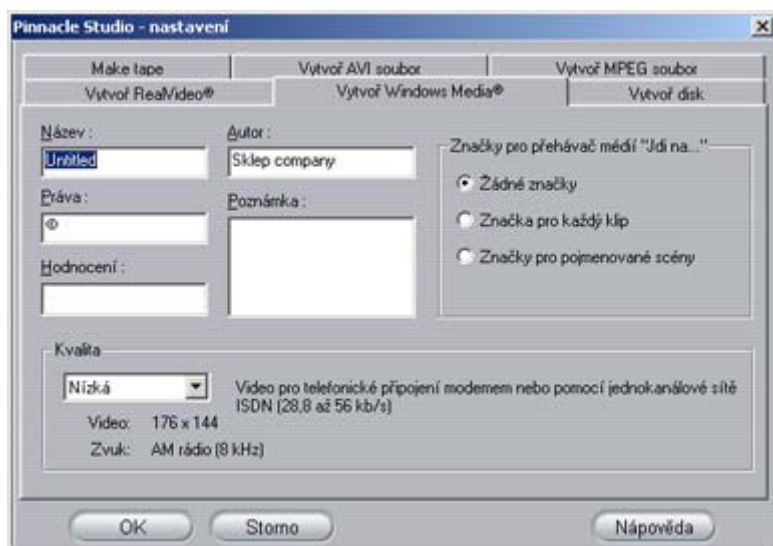 Pinnacle Studio - nastavení
Make tape
Vytvoř AVI soubor
Vytvoř MPEG soubor
Vytvoř RealVideo®
Vytvoř Windows Media®
Vytvoř disk
Název :
Untitled
Autor :
Sklep company
Práva :
©
Poznámka :
Hodnocení :
Značky pro přehávač médií "Jdi na..."
Žádné značky
Značka pro každý klip
Značky pro pojmenované scény
Kvalita
Nízká
Video pro telefonické připojení modemem nebo pomocí jednokanálové sítě
ISDN (28,8 až 56 kb/s)
Video: 176 x 144
Zvuk: AM rádio (8 kHz)
OK
Storno
Nápověda